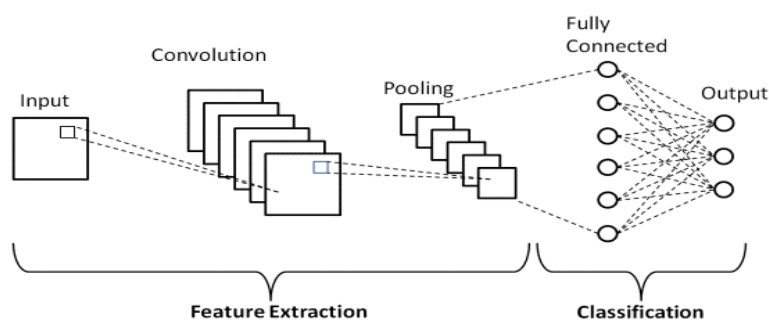 Input
Convolution
Pooling
Fully
Connected
Output
Feature Extraction
Classification